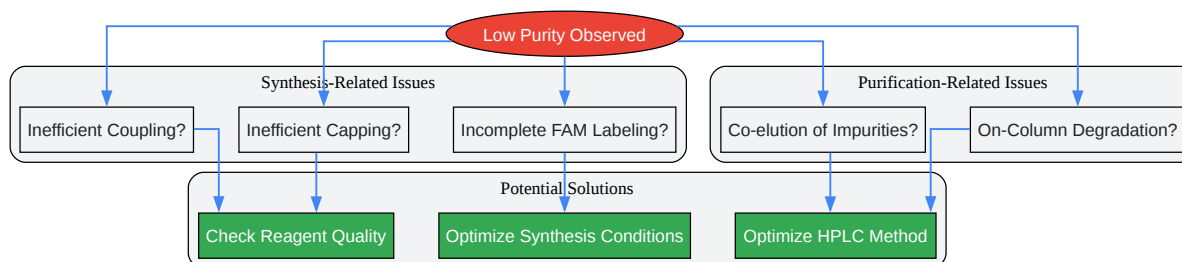 Low Purity Observed
Synthesis-Related Issues
Purification-Related Issues
Inefficient Coupling?
Inefficient Capping?
Incomplete FAM Labeling?
Co-elution of Impurities?
On-Column Degradation?
Potential Solutions
Check Reagent Quality
Optimize Synthesis Conditions
Optimize HPLC Method